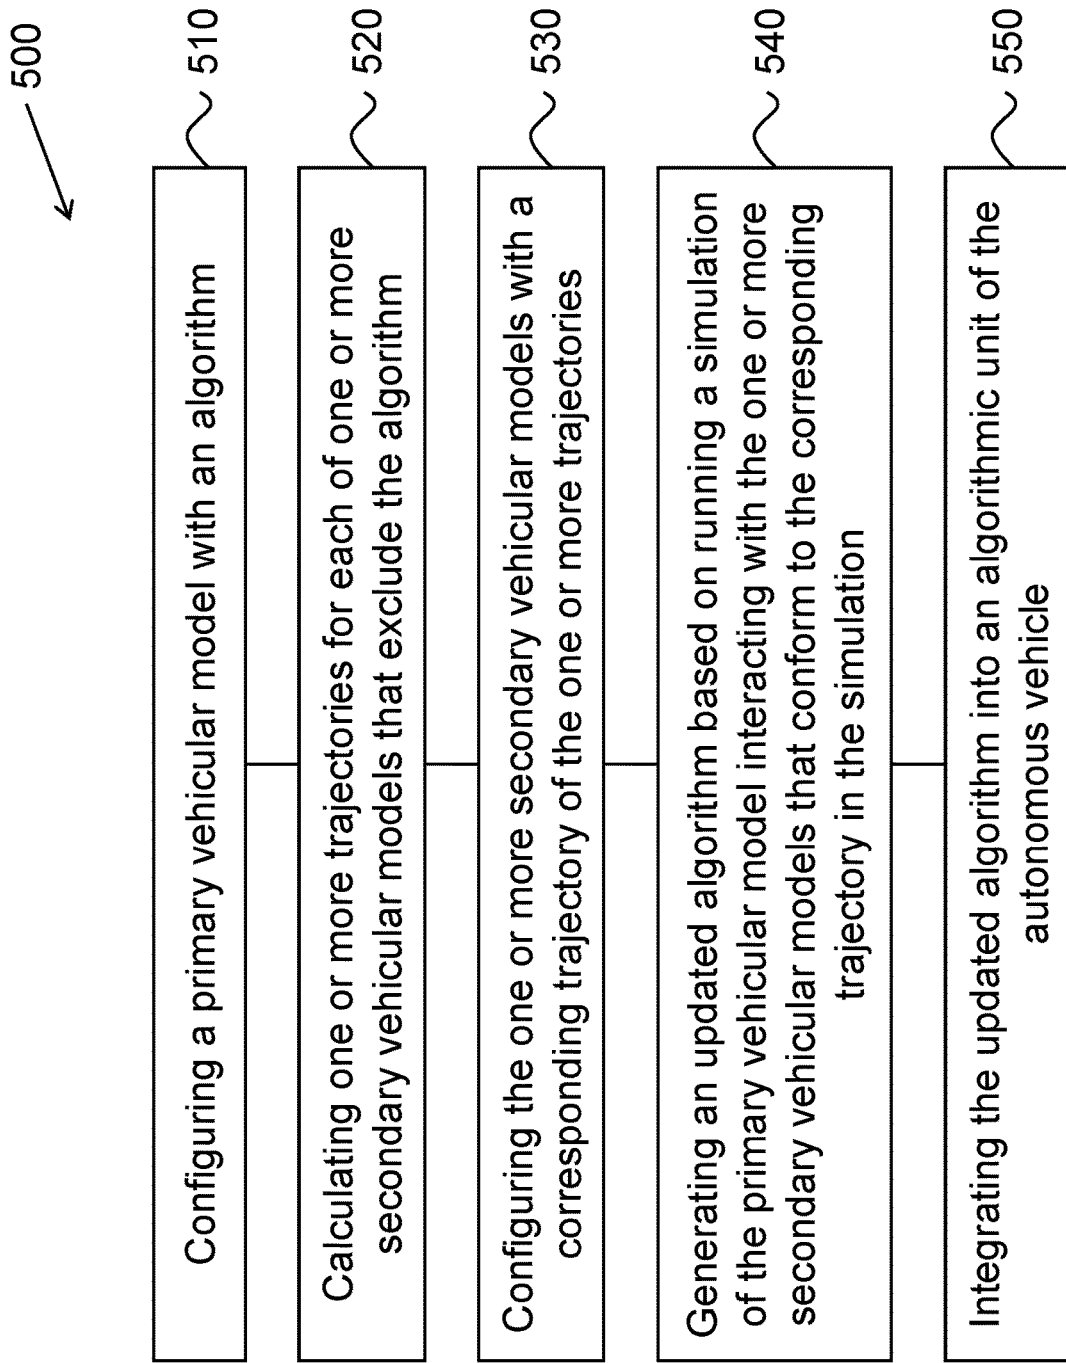 500
Configuring a primary vehicular model with an algorithm
510
Calculating one or more trajectories for each of one or more
secondary vehicular models that exclude the algorithm
520
Configuring the one or more secondary vehicular models with a
corresponding trajectory of the one or more trajectories
530
Generating an updated algorithm based on running a simulation
of the primary vehicular model interacting with the one or more
secondary vehicular models that conform to the corresponding
trajectory in the simulation
540
Integrating the updated algorithm into an algorithmic unit of the
autonomous vehicle
550